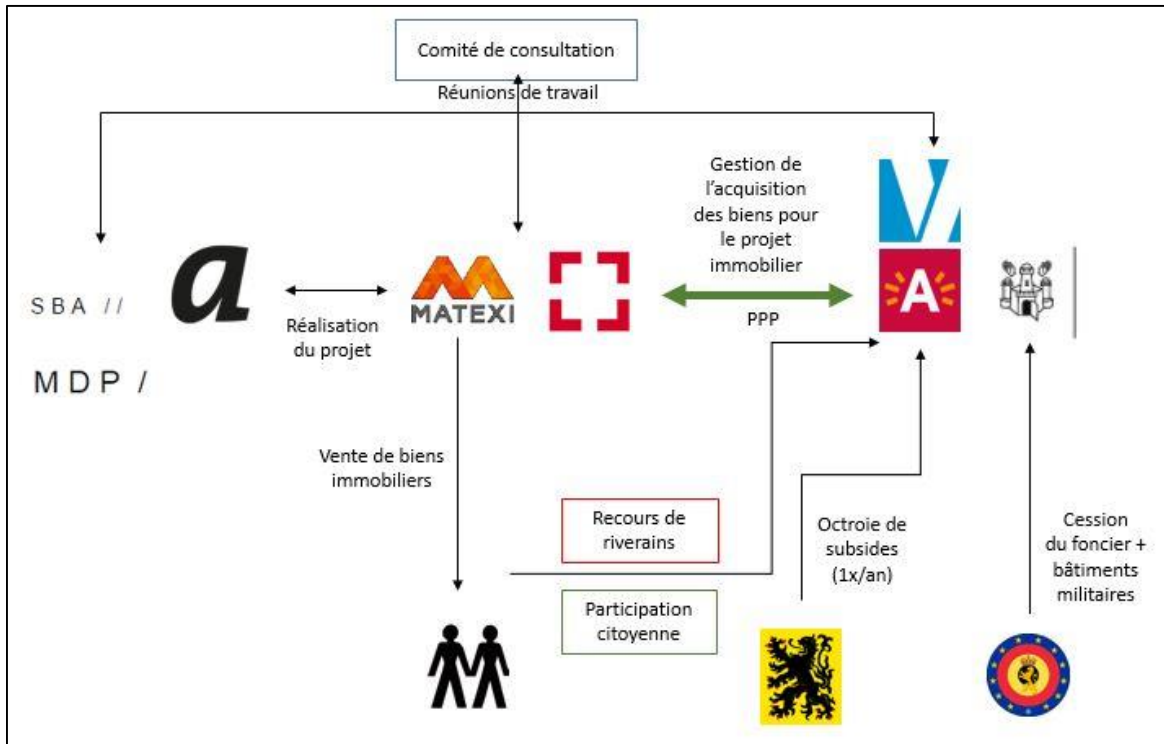 Comité de consultation
Réunions de travail
Gestion de
l'acquisition
des biens pour
le projet
immobilier
PPP
SBA //
a
MDP /
Réalisation
du projet
MATEXI
A
Vente de biens
immobiliers
Recours de
riverains
Participation
citoyenne
Octroie de
subsides
(1x/an)
Cession
du foncier +
bâtiments
militaires